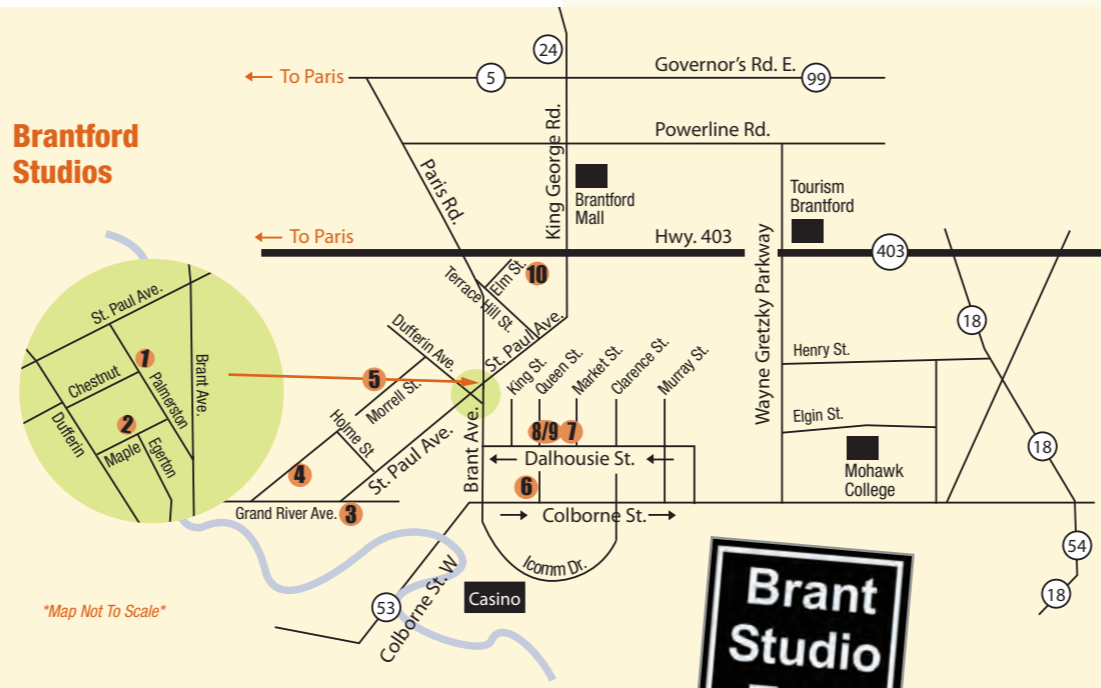 24
Governor's Rd. E.
← To Paris
5
99
Powerline Rd.
Brantford
Studios
King George Rd.
Paris Rd.
Brantford
Mall
Tourism
Brantford
Wayne Gretzky Parkway
← To Paris
Hwy. 403
403
Elm St.
10
Terrace Hill St.
St. Paul Ave.
Dufferin Ave.
18
St. Paul Ave.
1
Chestnut
Palmerston
Brant Ave.
2
Maple
Egerton
Dufferin
5
Morrell St.
Holme St.
King St.
Queen St.
Market St.
Clarence St.
Murray St.
Henry St.
Elgin St.
8/9
7
Brant Ave.
← Dalhousie St. ←
Mohawk
College
18
4
St. Paul Ave.
6
Grand River Ave.
3
→ Colborne St. →
54
Icomm Dr.
18
*Map Not To Scale*
53
Colborne St. W
Casino
Brant
Studio